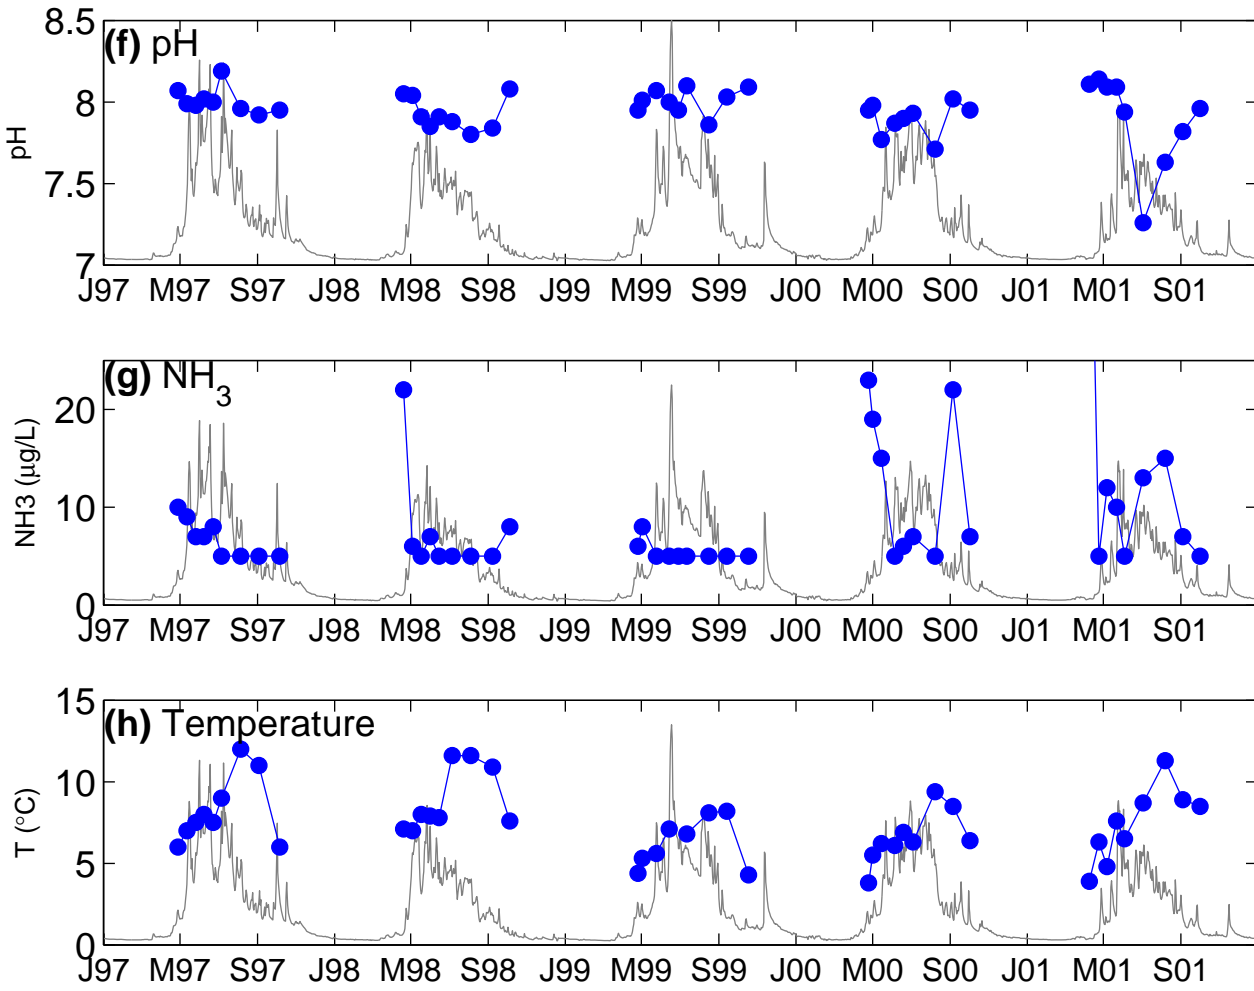 (f) pH
pH
8.5
8
7.5
7
J97 M97 S97 J98 M98 S98 J99 M99 S99 J00 M00 S00 J01 M01 S01
(g) NH3
NH3 (µg/L)
20
10
0
J97 M97 S97 J98 M98 S98 J99 M99 S99 J00 M00 S00 J01 M01 S01
(h) Temperature
T (°C)
15
10
5
0
J97 M97 S97 J98 M98 S98 J99 M99 S99 J00 M00 S00 J01 M01 S01